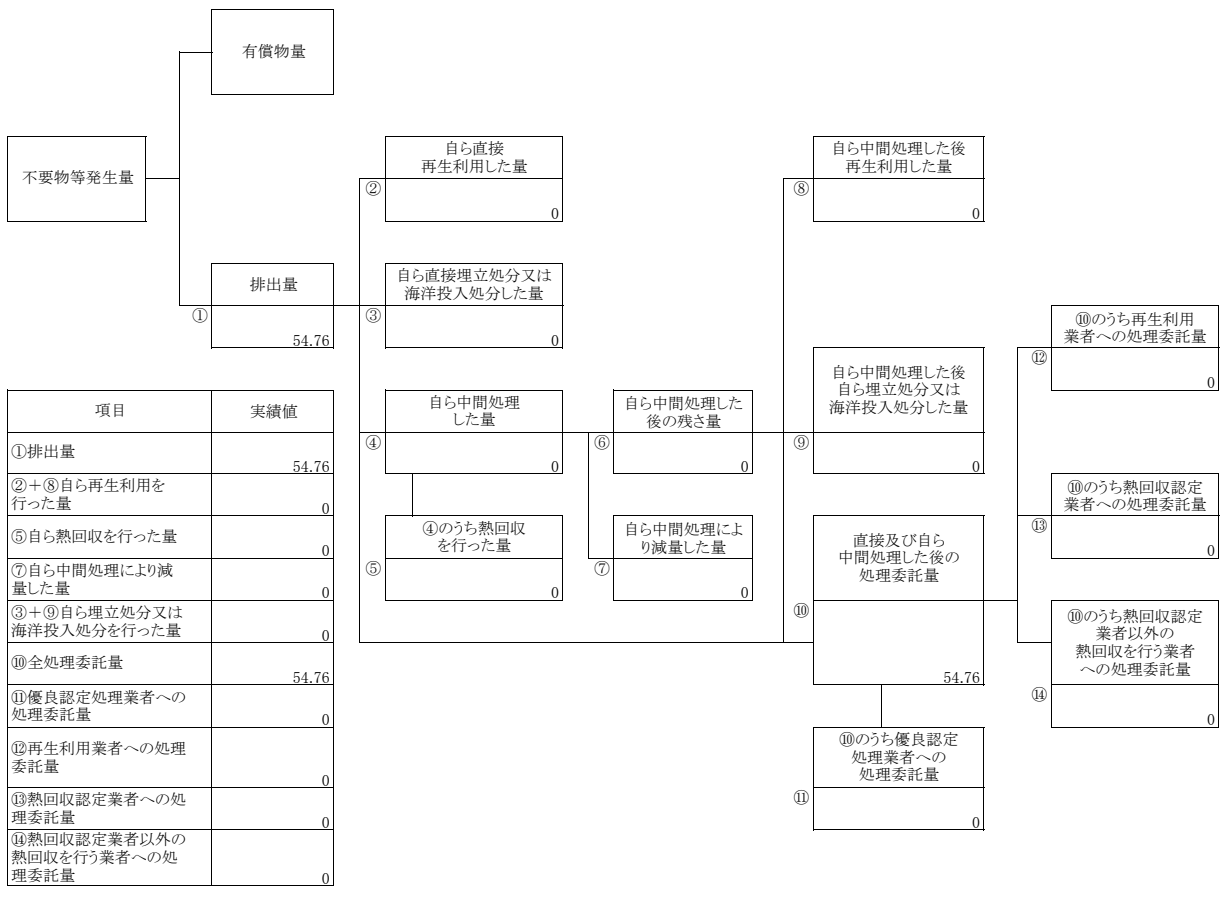 有償物量
不要物等発生量
自ら直接
再生利用した量
②
0
自ら中間処理した後
再生利用した量
⑧
0
排出量
①
54.76
自ら直接埋立処分又は
海洋投入処分した量
③
0
⑩のうち再生利用
業者への処理委託量
⑫
0
自ら中間処理
した量
④
0
自ら中間処理した
後の残さ量
⑥
0
自ら中間処理した後
自ら埋立処分又は
海洋投入処分した量
⑨
0
⑩のうち熱回収認定
業者への処理委託量
⑬
0
④のうち熱回収
を行った量
⑤
0
自ら中間処理によ
り減量した量
⑦
0
直接及び自ら
中間処理した後の
処理委託量
⑩
54.76
⑩のうち熱回収認定
業者以外の
熱回収を行う業者
への処理委託量
⑭
0
⑩のうち優良認定
処理業者への
処理委託量
⑪
0
項目 実績値
①排出量
54.76
②＋⑧自ら再生利用を
行った量
0
⑤自ら熱回収を行った量
0
⑦自ら中間処理により減
量した量
0
③＋⑨自ら埋立処分又は
海洋投入処分を行った量
0
⑩全処理委託量
54.76
⑪優良認定処理業者への
処理委託量
0
⑫再生利用業者への処理
委託量
0
⑬熱回収認定業者への処
理委託量
0
⑭熱回収認定業者以外の
熱回収を行う業者への処
理委託量
0